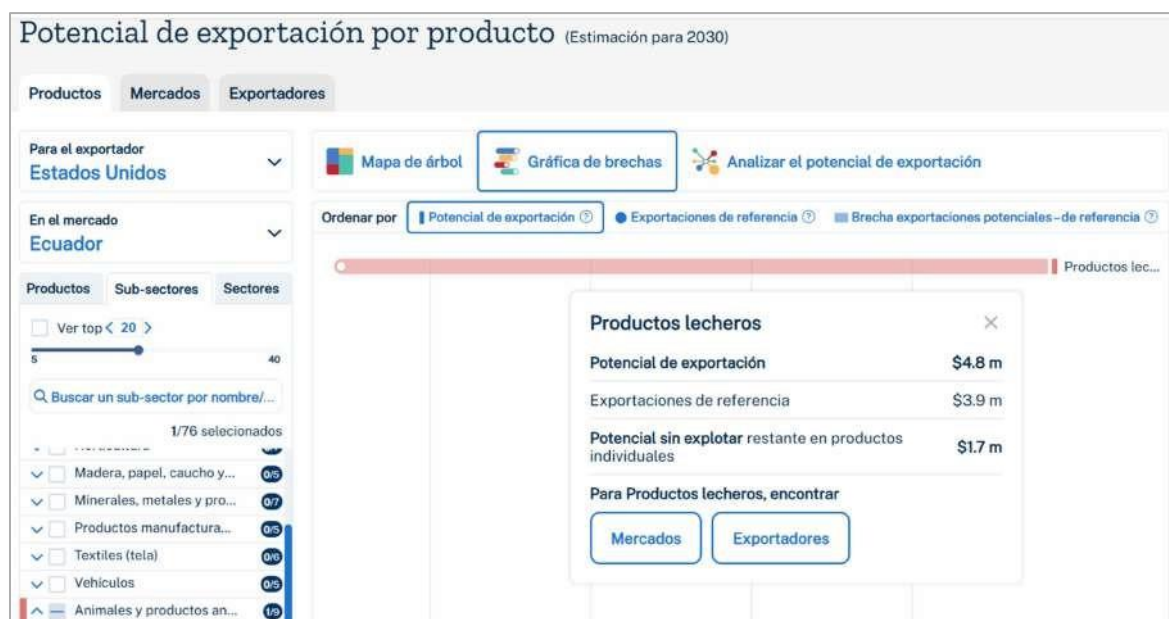 Potencial de exportación por producto (Estimación para 2030)
Productos Mercados Exportadores
Para el exportador
Estados Unidos
En el mercado
Ecuador
Productos Sub-sectores Sectores
Ver top < 20 >
5 40
Buscar un sub-sector por nombre/...
1/76 selecionados
Madera, papel, caucho y... 0/5
Minerales, metales y pro... 0/7
Productos manufactura... 0/5
Textiles (tela) 0/6
Vehículos 0/5
Animales y productos an... 1/9
Mapa de árbol Gráfica de brechas Analizar el potencial de exportación
Ordenar por Potencial de exportación ? Exportaciones de referencia ? Brecha exportaciones potenciales–de referencia ?
Productos lec...
Productos lecheros ×
Potencial de exportación $4.8 m
Exportaciones de referencia $3.9 m
Potencial sin explotar restante en productos
individuales $1.7 m
Para Productos lecheros, encontrar
Mercados Exportadores